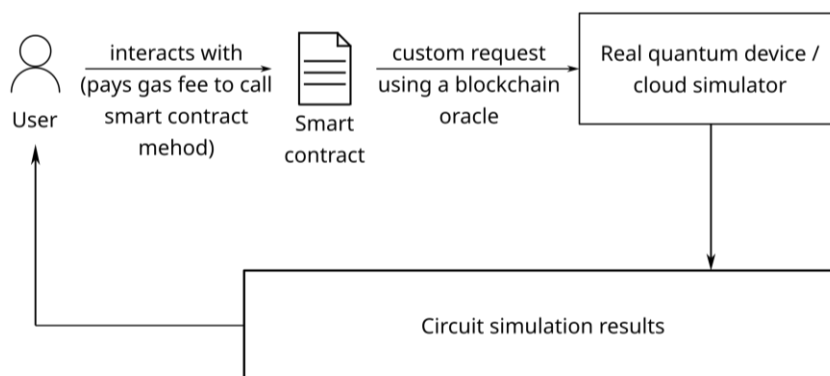 User
interacts with
(pays gas fee to call
smart contract
mehod)
Smart
contract
custom request
using a blockchain
oracle
Real quantum device /
cloud simulator
Circuit simulation results